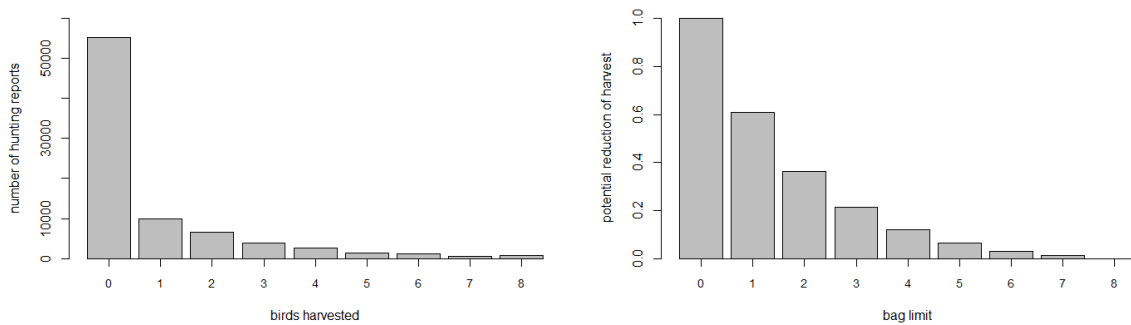 number of hunting reports
50000
30000
10000
0
0 1 2 3 4 5 6 7 8
birds harvested
potential reduction of harvest
1.0
0.8
0.6
0.4
0.2
0.0
0 1 2 3 4 5 6 7 8
bag limit